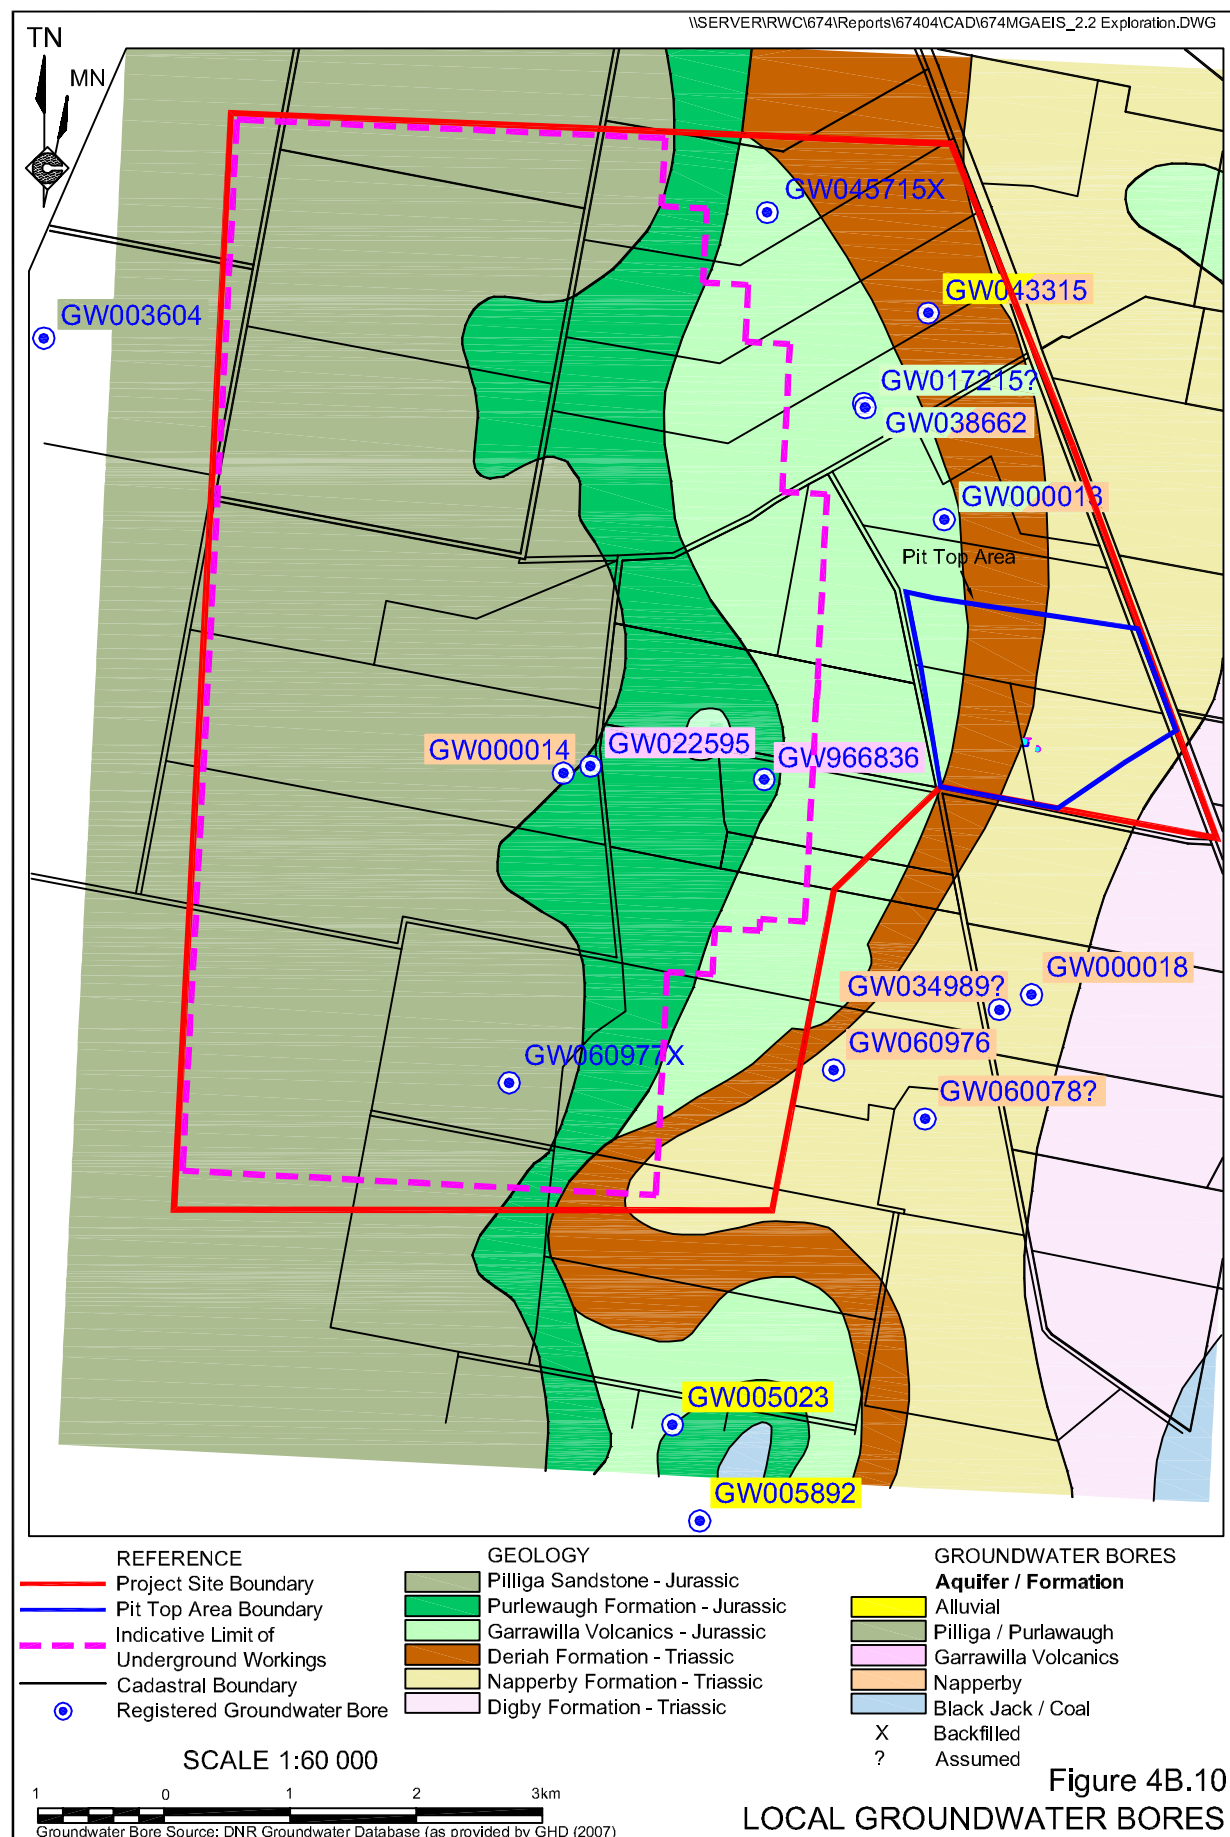 \\SERVER\RWC\674\Reports\67404\CAD\674MGAEIS_2.2 Exploration.DWG
TN
MN
GW045715X
GW043315
GW003604
GW017215?
GW038662
GW000013
Pit Top Area
GW022595
GW000014
GW966836
GW000018
GW034989?
GW060976
GW060977X
GW060078?
GW005023
GW005892
REFERENCE
Project Site Boundary
Pit Top Area Boundary
Indicative Limit of
Underground Workings
Cadastral Boundary
Registered Groundwater Bore
GEOLOGY
Pilliga Sandstone - Jurassic
Purlewaugh Formation - Jurassic
Garrawilla Volcanics - Jurassic
Deriah Formation - Triassic
Napperby Formation - Triassic
Digby Formation - Triassic
GROUNDWATER BORES
Aquifer / Formation
Alluvial
Pilliga / Purlawaugh
Garrawilla Volcanics
Napperby
Black Jack / Coal
X Backfilled
? Assumed
SCALE 1:60 000
1 0 1 2 3km
Groundwater Bore Source: DNR Groundwater Database (as provided by GHD (2007)
Figure 4B.10
LOCAL GROUNDWATER BORES